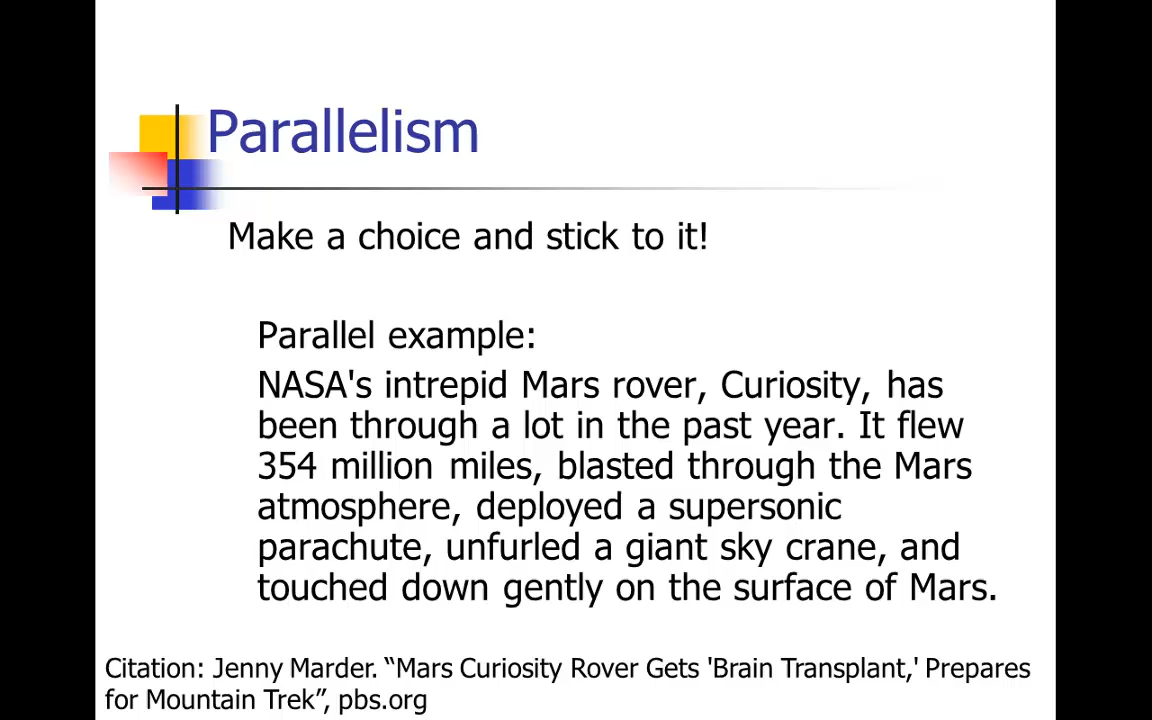 Parallelism
Make a choice and stick to it!
Parallel example:
NASA's intrepid Mars rover, Curiosity, has
been through a lot in the past year. It flew
354 million miles, blasted through the Mars
atmosphere, deployed a supersonic
parachute, unfurled a giant sky crane, and
touched down gently on the surface of Mars.
Citation: Jenny Marder. “Mars Curiosity Rover Gets 'Brain Transplant,' Prepares
for Mountain Trek”, pbs.org